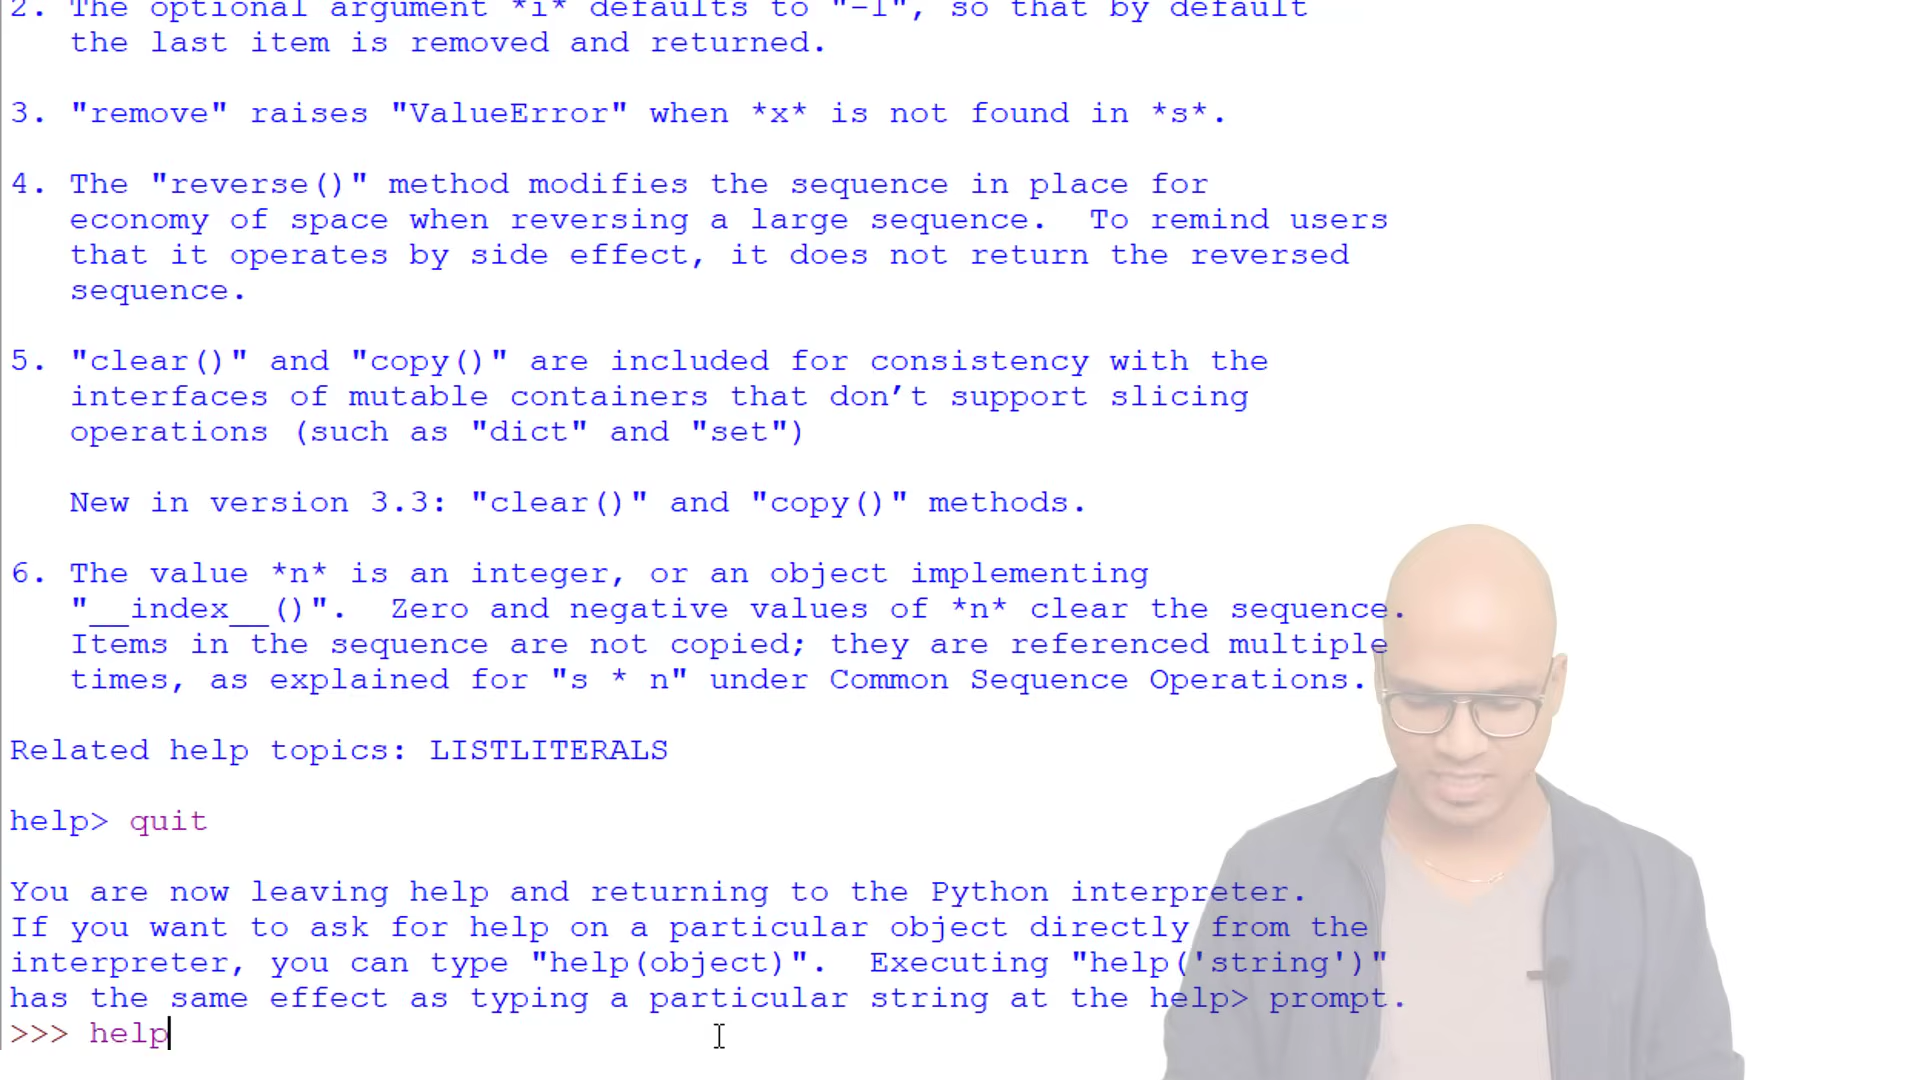 2. The optional argument *i* defaults to "-1", so that by default
the last item is removed and returned.
3. "remove" raises "ValueError" when *x* is not found in *s*.
4. The "reverse()" method modifies the sequence in place for
economy of space when reversing a large sequence.  To remind users
that it operates by side effect, it does not return the reversed
sequence.
5. "clear()" and "copy()" are included for consistency with the
interfaces of mutable containers that don’t support slicing
operations (such as "dict" and "set")
New in version 3.3: "clear()" and "copy()" methods.
6. The value *n* is an integer, or an object implementing
"__index__()".  Zero and negative values of *n* clear the sequence.
Items in the sequence are not copied; they are referenced multiple
times, as explained for "s * n" under Common Sequence Operations.
Related help topics: LISTLITERALS
help> quit
You are now leaving help and returning to the Python interpreter.
If you want to ask for help on a particular object directly from the
interpreter, you can type "help(object)".  Executing "help('string')"
has the same effect as typing a particular string at the help> prompt.
>>> help